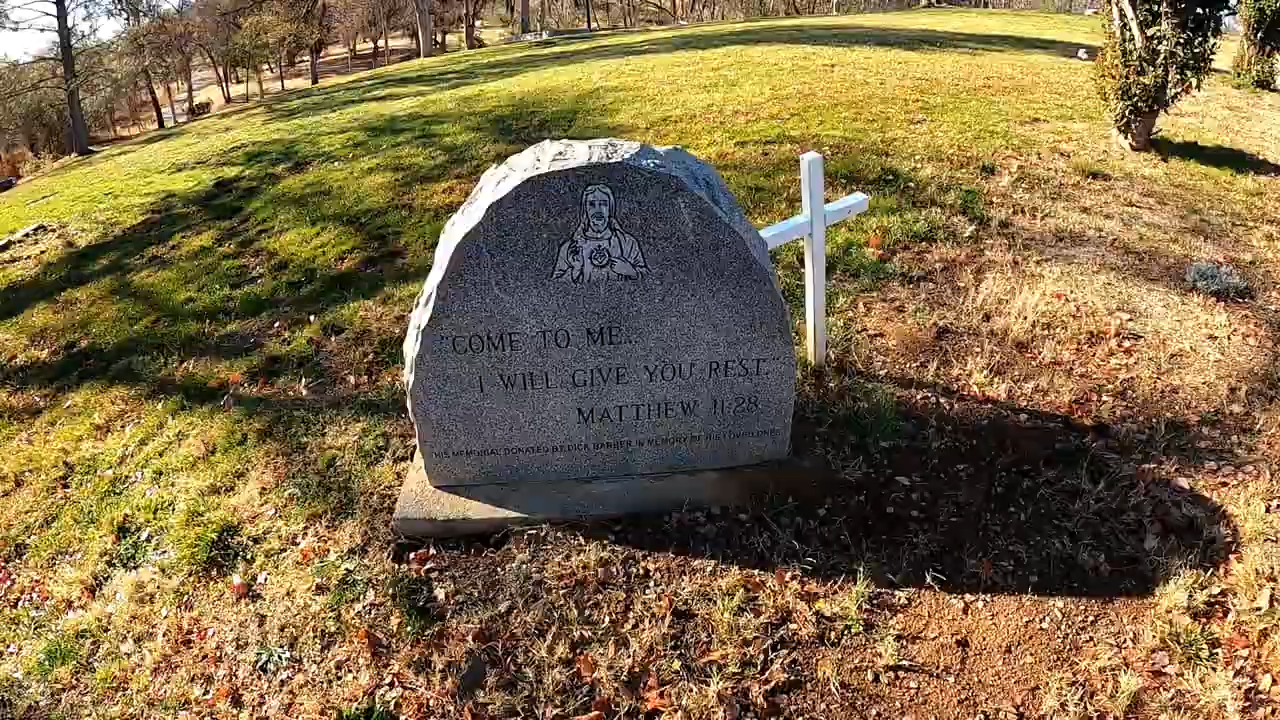 "COME TO ME...
I WILL GIVE YOU REST."
MATTHEW 11:28
THIS MEMORIAL DONATED BY DICK BARBER IN MEMORY OF HIS LOVED ONES